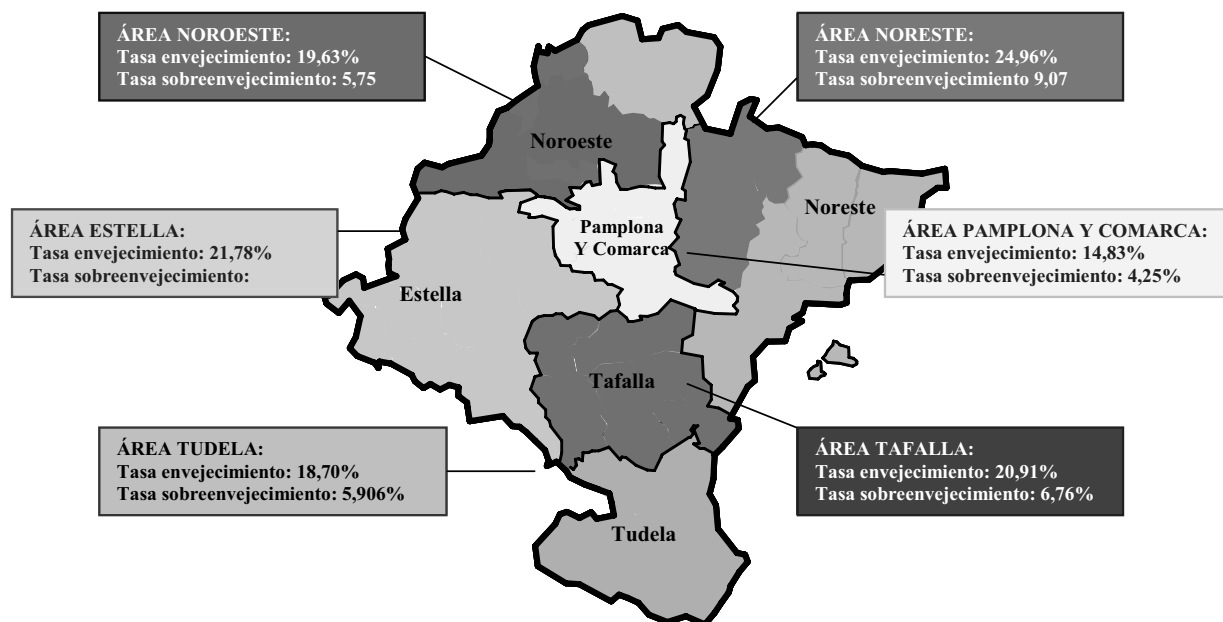 ÁREA NOROESTE:
Tasa envejecimiento: 19,63%
Tasa sobreenvejecimiento: 5,75
ÁREA NORESTE:
Tasa envejecimiento: 24,96%
Tasa sobreenvejecimiento 9,07
Noroeste
Noreste
Pamplona
Y Comarca
ÁREA ESTELLA:
Tasa envejecimiento: 21,78%
Tasa sobreenvejecimiento:
ÁREA PAMPLONA Y COMARCA:
Tasa envejecimiento: 14,83%
Tasa sobreenvejecimiento: 4,25%
Estella
Tafalla
ÁREA TUDELA:
Tasa envejecimiento: 18,70%
Tasa sobreenvejecimiento: 5,906%
ÁREA TAFALLA:
Tasa envejecimiento: 20,91%
Tasa sobreenvejecimiento: 6,76%
Tudela